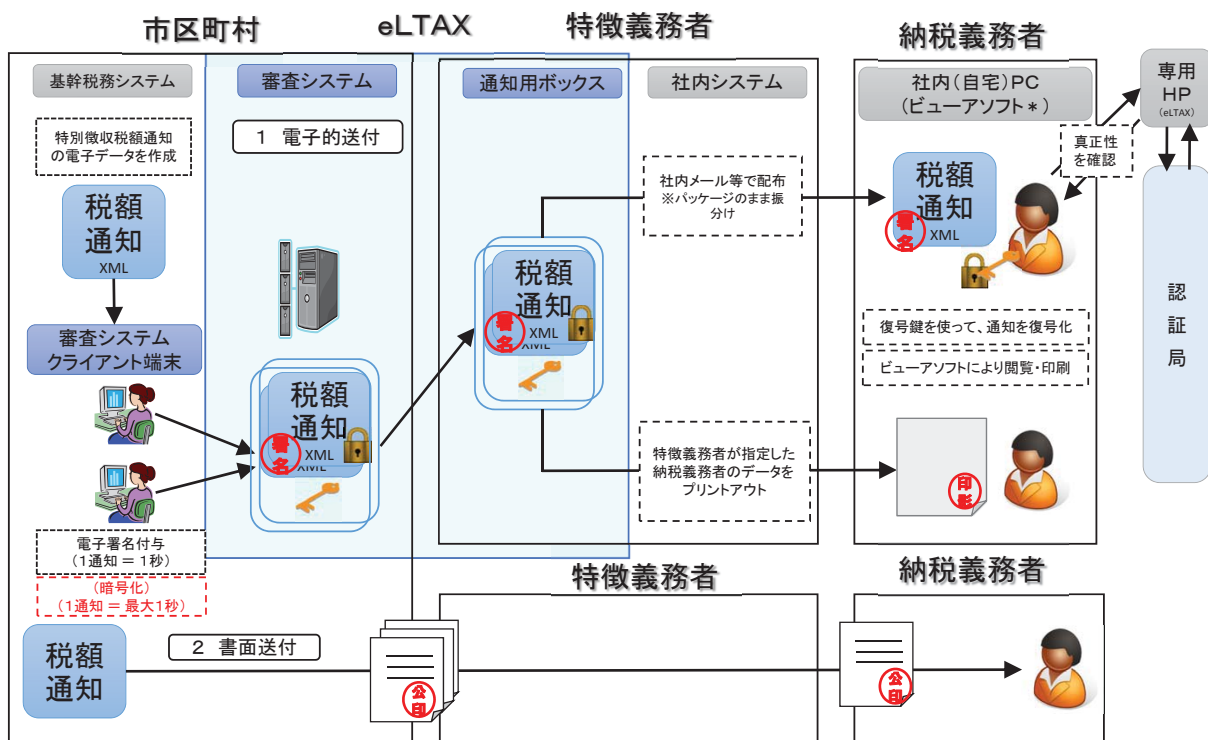 市区町村
eLTAX
特徴義務者
納税義務者
基幹税務システム
審査システム
通知用ボックス
社内システム
社内(自宅)PC
(ビューアソフト*)
専用
HP
(eLTAX)
特別徴収税額通知
の電子データを作成
1 電子的送付
真正性
を確認
税額
通知
XML
社内メール等で配布
※パッケージのまま振
分け
税額
通知
署名
XML
税額
通知
署名
XML
XML
認証局
審査システム
クライアント端末
復号鍵を使って、通知を復号化
ビューアソフトにより閲覧・印刷
税額
通知
署名
XML
XML
特徴義務者が指定した
納税義務者のデータを
プリントアウト
印影
電子署名付与
(1通知 = 1秒)
(暗号化)
(1通知 = 最大1秒)
特徴義務者
納税義務者
2 書面送付
税額
通知
公印
公印